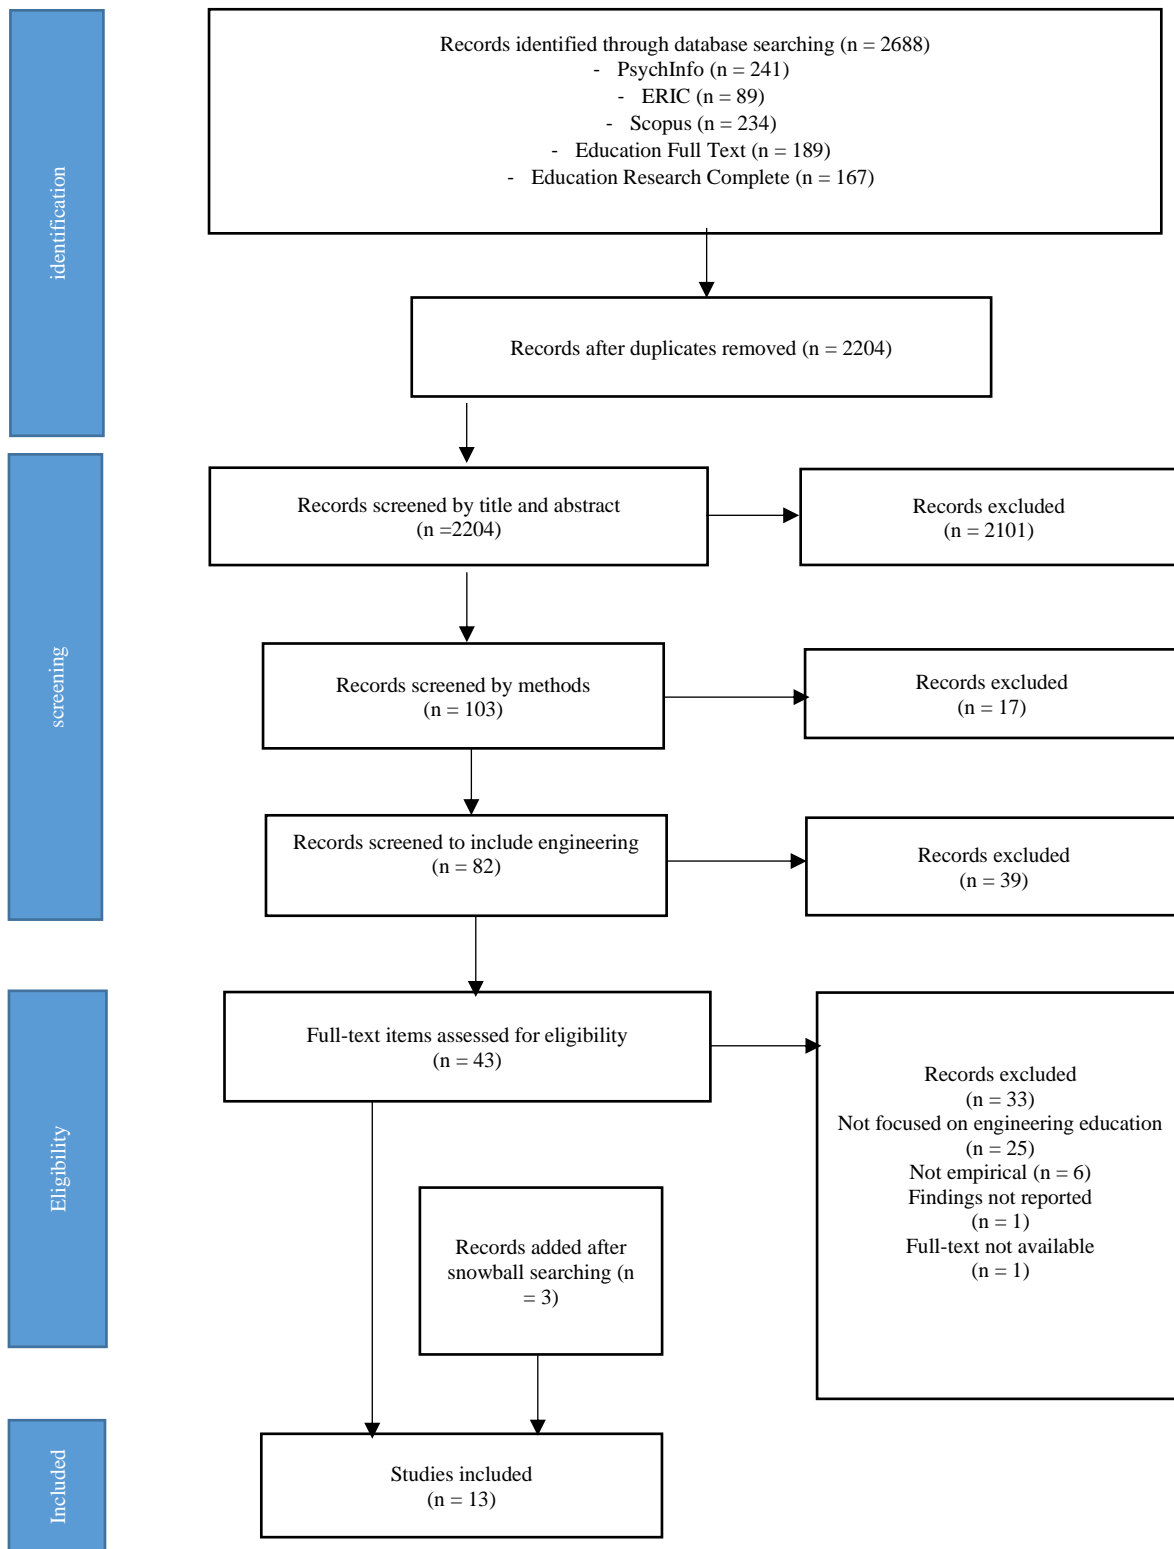 identification
Records identified through database searching (n = 2688)
- PsychInfo (n = 241)
- ERIC (n = 89)
- Scopus (n = 234)
- Education Full Text (n = 189)
- Education Research Complete (n = 167)
Records after duplicates removed (n = 2204)
screening
Records screened by title and abstract
(n =2204)
Records excluded
(n = 2101)
Records screened by methods
(n = 103)
Records excluded
(n = 17)
Records screened to include engineering
(n = 82)
Records excluded
(n = 39)
Eligibility
Full-text items assessed for eligibility
(n = 43)
Records excluded
(n = 33)
Not focused on engineering education
(n = 25)
Not empirical (n = 6)
Findings not reported
(n = 1)
Full-text not available
(n = 1)
Records added after
snowball searching (n
= 3)
Included
Studies included
(n = 13)